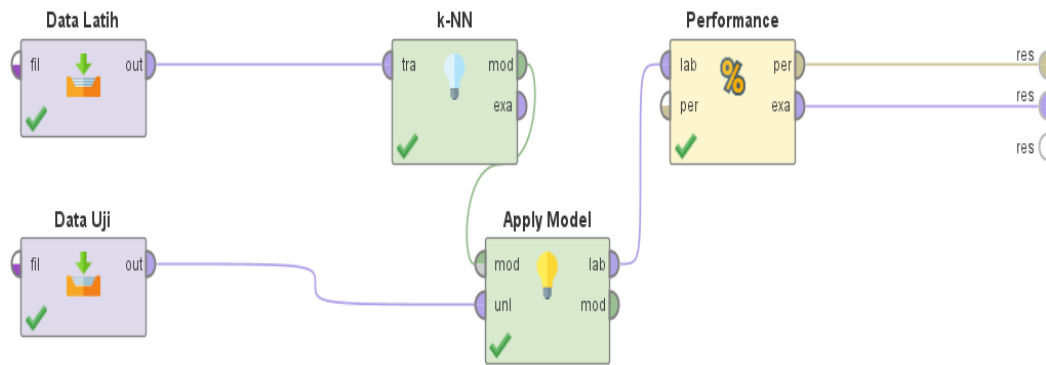 Data Latih
fil
out
k-NN
tra
mod
exa
Performance
%
lab
per
per
exa
res
res
res
Data Uji
fil
out
Apply Model
mod
lab
unl
mod